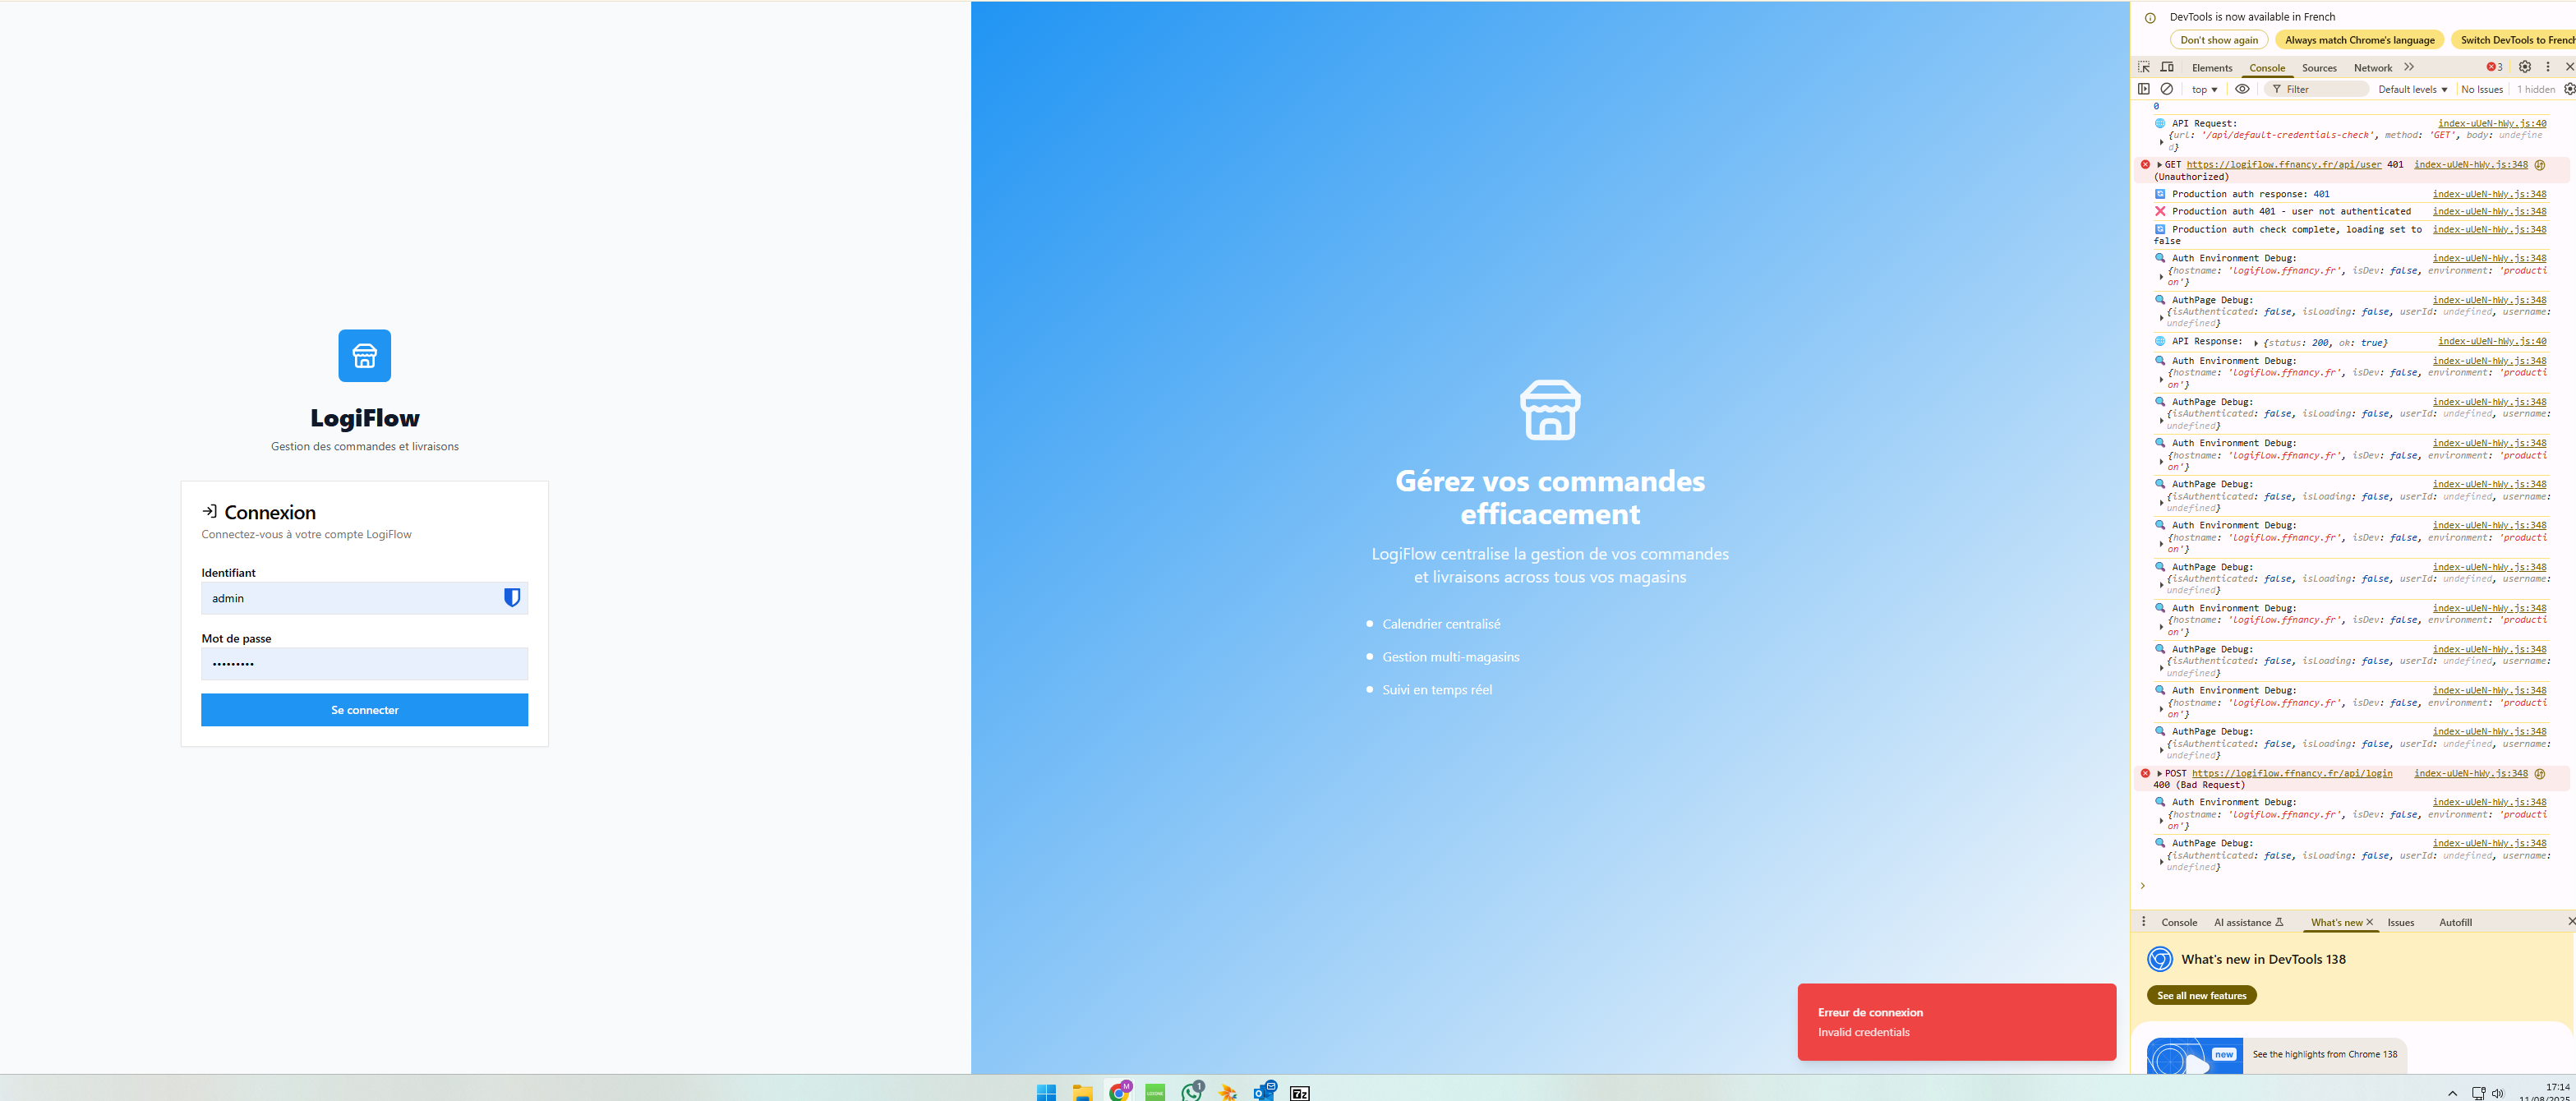 LogiFlow
Gestion des commandes et livraisons
Connexion
Connectez-vous à votre compte LogiFlow
Identifiant
admin
Mot de passe
•••••••••
Se connecter
Gérez vos commandes
efficacement
LogiFlow centralise la gestion de vos commandes
et livraisons across tous vos magasins
Calendrier centralisé
Gestion multi-magasins
Suivi en temps réel
Erreur de connexion
Invalid credentials
DevTools is now available in French
Don't show again Always match Chrome's language Switch DevTools to French
Elements Console Sources Network 3
top Filter Default levels No Issues 1 hidden
0
API Request: index-uUeN-hWy.js:40
{url: '/api/default-credentials-check', method: 'GET', body: undefine
d}
GET https://logiflow.ffnancy.fr/api/user 401 index-uUeN-hWy.js:348
(Unauthorized)
Production auth response: 401 index-uUeN-hWy.js:348
Production auth 401 - user not authenticated index-uUeN-hWy.js:348
Production auth check complete, loading set to index-uUeN-hWy.js:348
false
Auth Environment Debug: index-uUeN-hWy.js:348
{hostname: 'logiflow.ffnancy.fr', isDev: false, environment: 'producti
on'}
AuthPage Debug: index-uUeN-hWy.js:348
{isAuthenticated: false, isLoading: false, userId: undefined, username:
undefined}
API Response: {status: 200, ok: true} index-uUeN-hWy.js:40
Auth Environment Debug: index-uUeN-hWy.js:348
{hostname: 'logiflow.ffnancy.fr', isDev: false, environment: 'producti
on'}
AuthPage Debug: index-uUeN-hWy.js:348
{isAuthenticated: false, isLoading: false, userId: undefined, username:
undefined}
Auth Environment Debug: index-uUeN-hWy.js:348
{hostname: 'logiflow.ffnancy.fr', isDev: false, environment: 'producti
on'}
AuthPage Debug: index-uUeN-hWy.js:348
{isAuthenticated: false, isLoading: false, userId: undefined, username:
undefined}
Auth Environment Debug: index-uUeN-hWy.js:348
{hostname: 'logiflow.ffnancy.fr', isDev: false, environment: 'producti
on'}
AuthPage Debug: index-uUeN-hWy.js:348
{isAuthenticated: false, isLoading: false, userId: undefined, username:
undefined}
Auth Environment Debug: index-uUeN-hWy.js:348
{hostname: 'logiflow.ffnancy.fr', isDev: false, environment: 'producti
on'}
AuthPage Debug: index-uUeN-hWy.js:348
{isAuthenticated: false, isLoading: false, userId: undefined, username:
undefined}
Auth Environment Debug: index-uUeN-hWy.js:348
{hostname: 'logiflow.ffnancy.fr', isDev: false, environment: 'producti
on'}
AuthPage Debug: index-uUeN-hWy.js:348
{isAuthenticated: false, isLoading: false, userId: undefined, username:
undefined}
POST https://logiflow.ffnancy.fr/api/login index-uUeN-hWy.js:348
400 (Bad Request)
Auth Environment Debug: index-uUeN-hWy.js:348
{hostname: 'logiflow.ffnancy.fr', isDev: false, environment: 'producti
on'}
AuthPage Debug: index-uUeN-hWy.js:348
{isAuthenticated: false, isLoading: false, userId: undefined, username:
undefined}
Console AI assistance What's new Issues Autofill
What's new in DevTools 138
See all new features
new See the highlights from Chrome 138
M 1 7z
17:14
11/08/2025